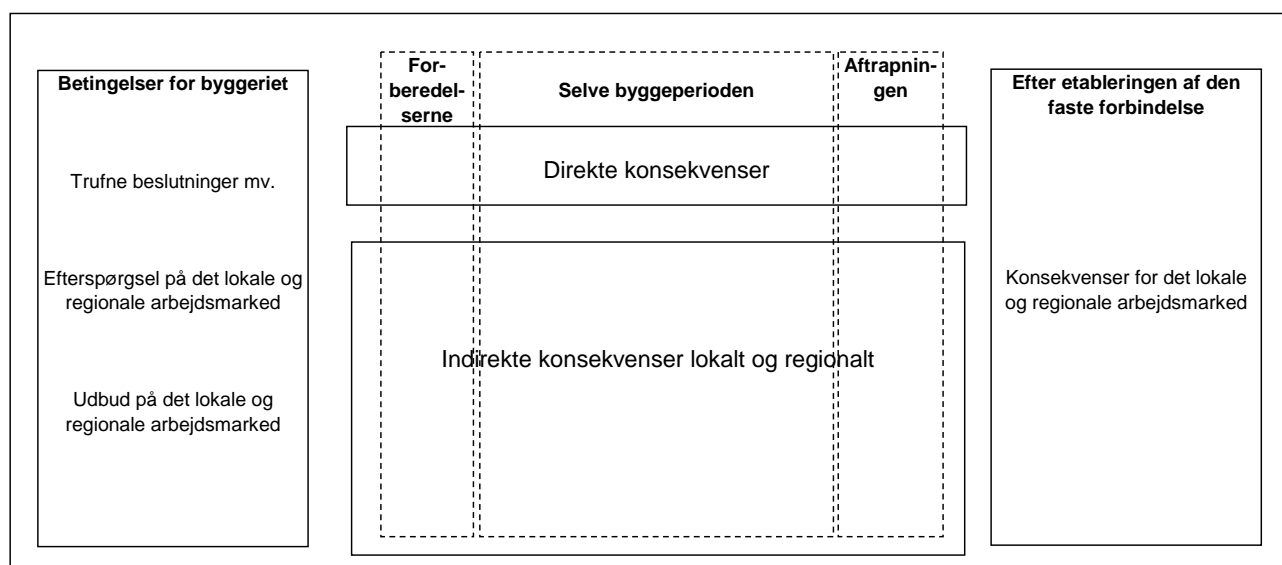 Betingelser for byggeriet
Trufne beslutninger mv.
Efterspørgsel på det lokale og
regionale arbejdsmarked
Udbud på det lokale og
regionale arbejdsmarked
For-
beredel-
serne
Selve byggeperioden
Aftrapnin-
gen
Direkte konsekvenser
Indirekte konsekvenser lokalt og regionalt
Efter etableringen af den
faste forbindelse
Konsekvenser for det lokale
og regionale arbejdsmarked